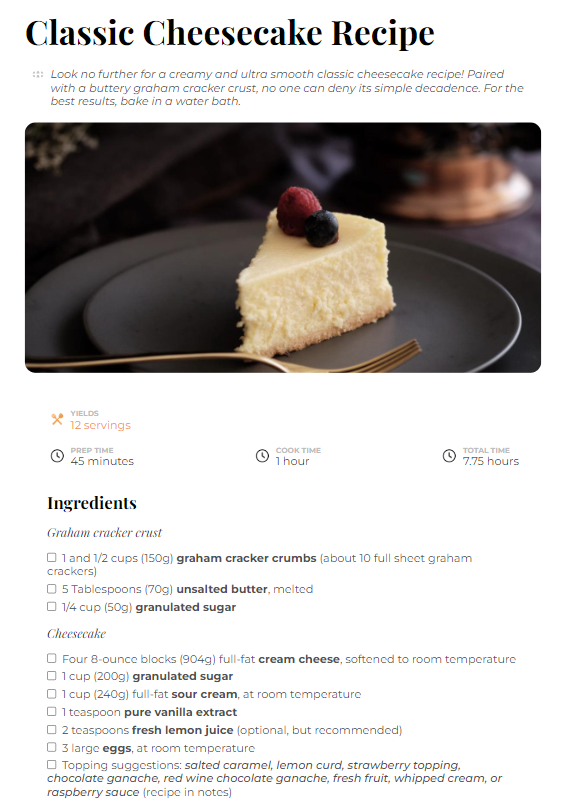 Classic Cheesecake Recipe
Look no further for a creamy and ultra smooth classic cheesecake recipe! Paired
with a buttery graham cracker crust, no one can deny its simple decadence. For the
best results, bake in a water bath.
YIELDS
12 servings
PREP TIME
45 minutes
COOK TIME
1 hour
TOTAL TIME
7.75 hours
Ingredients
Graham cracker crust
1 and 1/2 cups (150g) graham cracker crumbs (about 10 full sheet graham
crackers)
5 Tablespoons (70g) unsalted butter, melted
1/4 cup (50g) granulated sugar
Cheesecake
Four 8-ounce blocks (904g) full-fat cream cheese, softened to room temperature
1 cup (200g) granulated sugar
1 cup (240g) full-fat sour cream, at room temperature
1 teaspoon pure vanilla extract
2 teaspoons fresh lemon juice (optional, but recommended)
3 large eggs, at room temperature
Topping suggestions: salted caramel, lemon curd, strawberry topping,
chocolate ganache, red wine chocolate ganache, fresh fruit, whipped cream, or
raspberry sauce (recipe in notes)